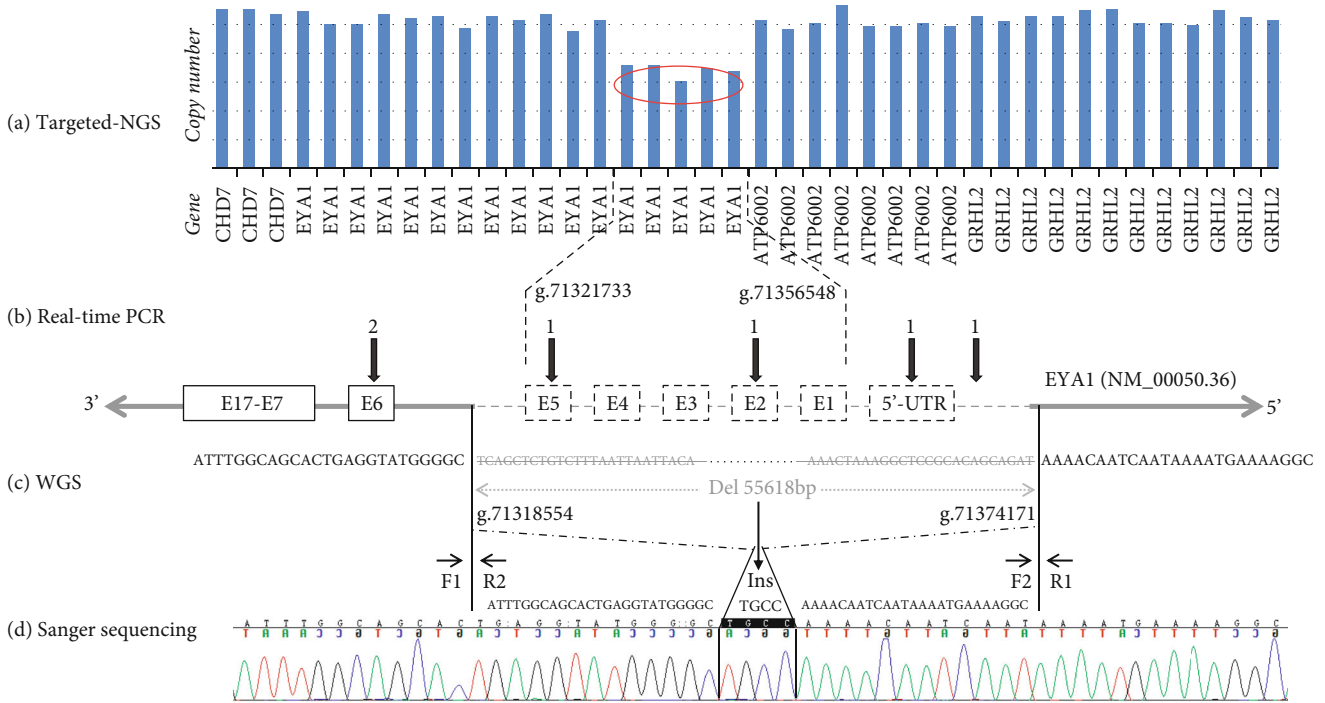 (a) Targeted-NGS
Copy number
Gene
CHD7 CHD7 CHD7 EYA1 EYA1 EYA1 EYA1 EYA1 EYA1 EYA1 EYA1 EYA1 EYA1 EYA1 EYA1 EYA1 EYA1 EYA1 EYA1 EYA1 ATP6002 ATP6002 ATP6002 ATP6002 ATP6002 ATP6002 ATP6002 ATP6002 GRHL2 GRHL2 GRHL2 GRHL2 GRHL2 GRHL2 GRHL2 GRHL2 GRHL2 GRHL2 GRHL2 GRHL2
g.71321733 g.71356548
(b) Real-time PCR
2 1 1 1 1
EYA1 (NM_00050.36)
3’ E17-E7 E6 E5 E4 E3 E2 E1 5’-UTR 5’
ATTTGGCAGCACTGAGGTATGGGGC TCAGCTCTGTCTTTAATTAATTACA AAACTAAAGGCTCCGCACAGCAGAT AAAACAATCAATAAAATGAAAAGGC
(c) WGS
Del 55618bp
g.71318554 g.71374171
F1 R2 Ins F2 R1
ATTTGGCAGCACTGAGGTATGGGGC TGCC AAAACAATCAATAAAATGAAAAGGC
(d) Sanger sequencing